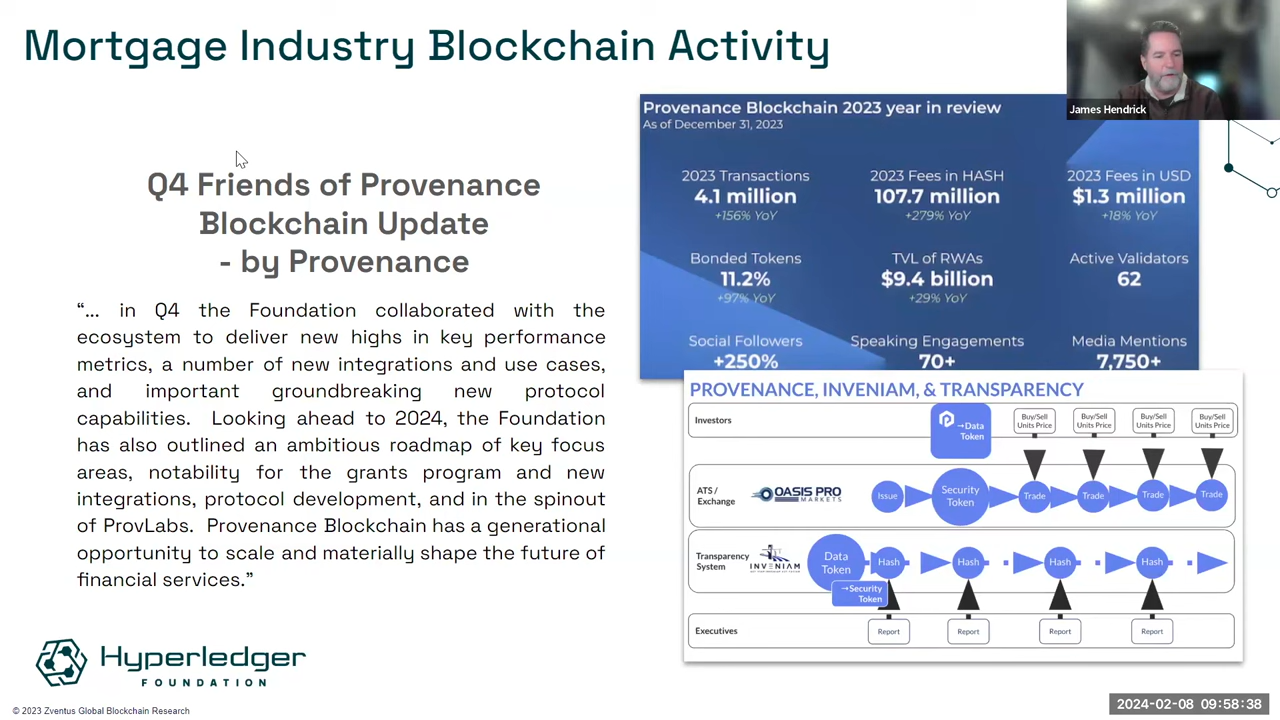 Mortgage Industry Blockchain Activity
James Hendrick
Q4 Friends of Provenance
Blockchain Update
- by Provenance
“... in Q4 the Foundation collaborated with the
ecosystem to deliver new highs in key performance
metrics, a number of new integrations and use cases,
and important groundbreaking new protocol
capabilities. Looking ahead to 2024, the Foundation
has also outlined an ambitious roadmap of key focus
areas, notability for the grants program and new
integrations, protocol development, and in the spinout
of ProvLabs. Provenance Blockchain has a generational
opportunity to scale and materially shape the future of
financial services.”
Provenance Blockchain 2023 year in review
As of December 31, 2023
2023 Transactions
4.1 million
+156% YoY
2023 Fees in HASH
107.7 million
+279% YoY
2023 Fees in USD
$1.3 million
+18% YoY
Bonded Tokens
11.2%
+97% YoY
TVL of RWAs
$9.4 billion
+29% YoY
Active Validators
62
Social Followers
+250%
Speaking Engagements
70+
Media Mentions
7,750+
PROVENANCE, INVENIAM, & TRANSPARENCY
Investors
→Data
Token
Buy/Sell
Units Price
Buy/Sell
Units Price
Buy/Sell
Units Price
Buy/Sell
Units Price
ATS /
Exchange
OASIS PRO
MARKETS
Issue
Security
Token
Trade
Trade
Trade
Trade
Transparency
System
INVENIAM
Data
Token
→Security
Token
Hash
Hash
Hash
Hash
Executives
Report
Report
Report
Report
Hyperledger
FOUNDATION
© 2023 Zventus Global Blockchain Research
2024-02-08 09:58:38